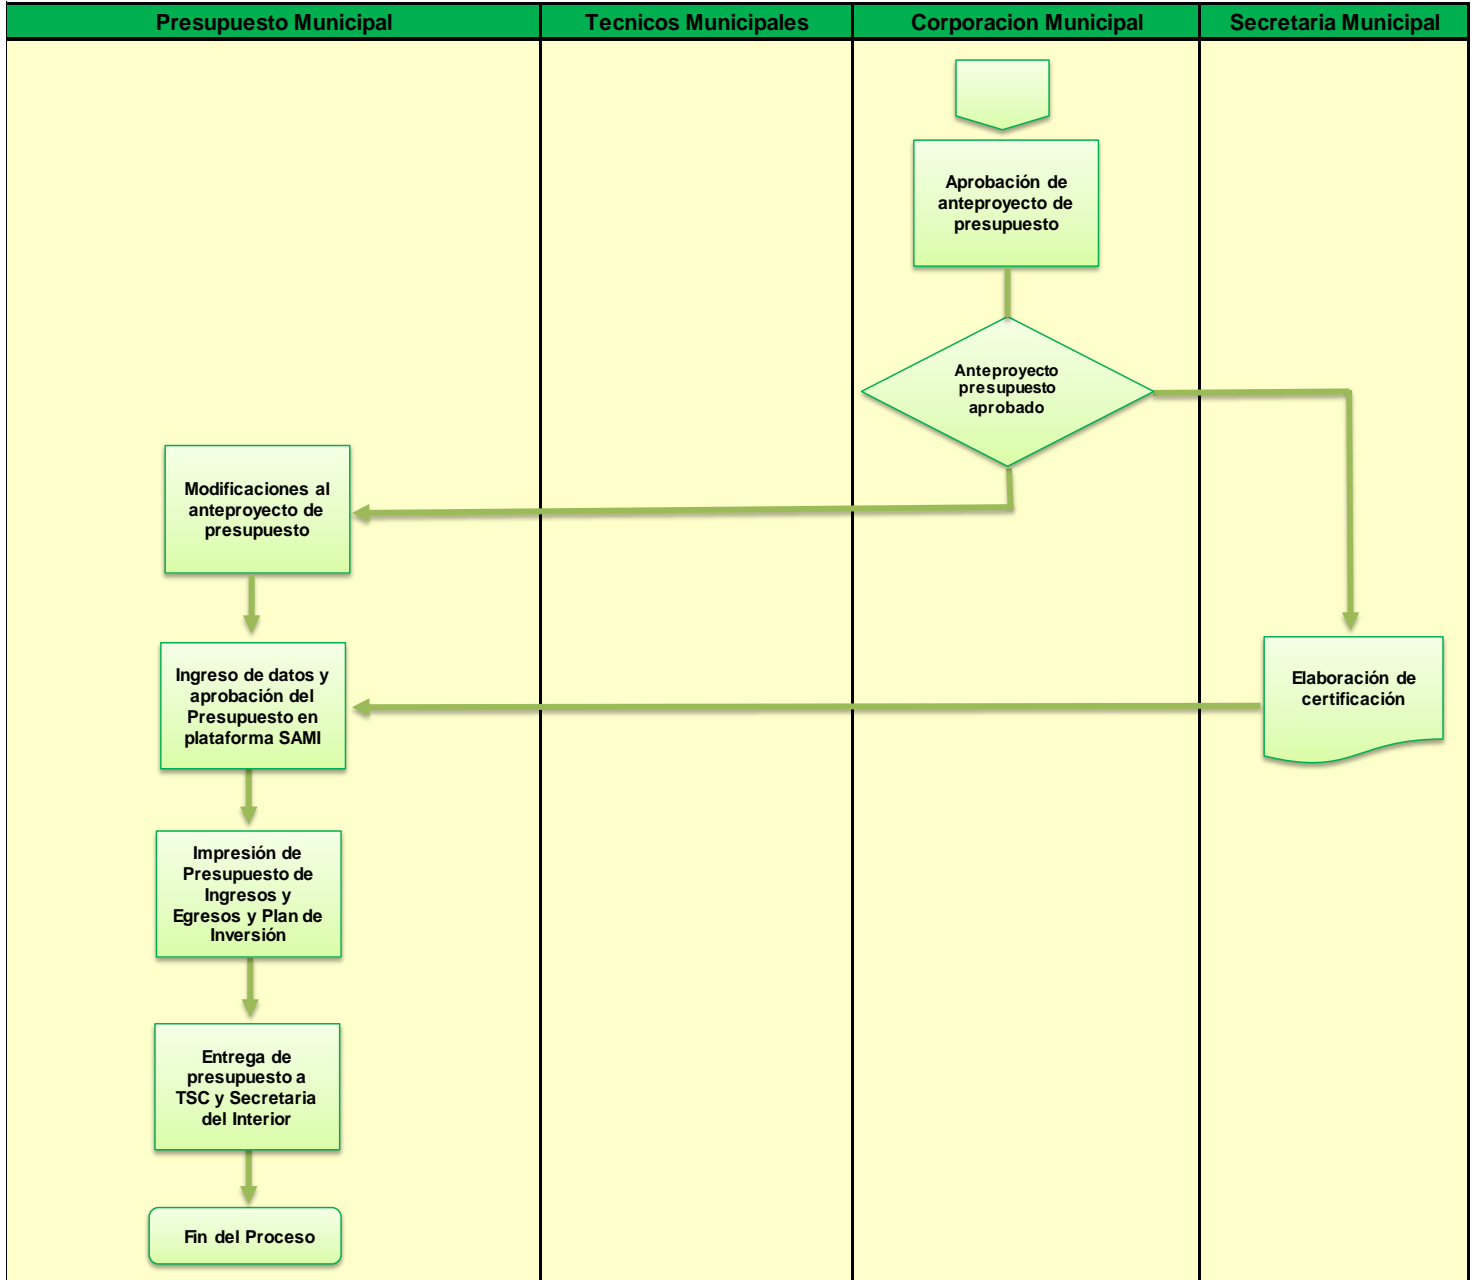 Presupuesto Municipal
Tecnicos Municipales
Corporacion Municipal
Secretaria Municipal
Aprobación de
anteproyecto de
presupuesto
Anteproyecto
presupuesto
aprobado
Modificaciones al
anteproyecto de
presupuesto
Ingreso de datos y
aprobación del
Presupuesto en
plataforma SAMI
Elaboración de
certificación
Impresión de
Presupuesto de
Ingresos y
Egresos y Plan de
Inversión
Entrega de
presupuesto a
TSC y Secretaria
del Interior
Fin del Proceso